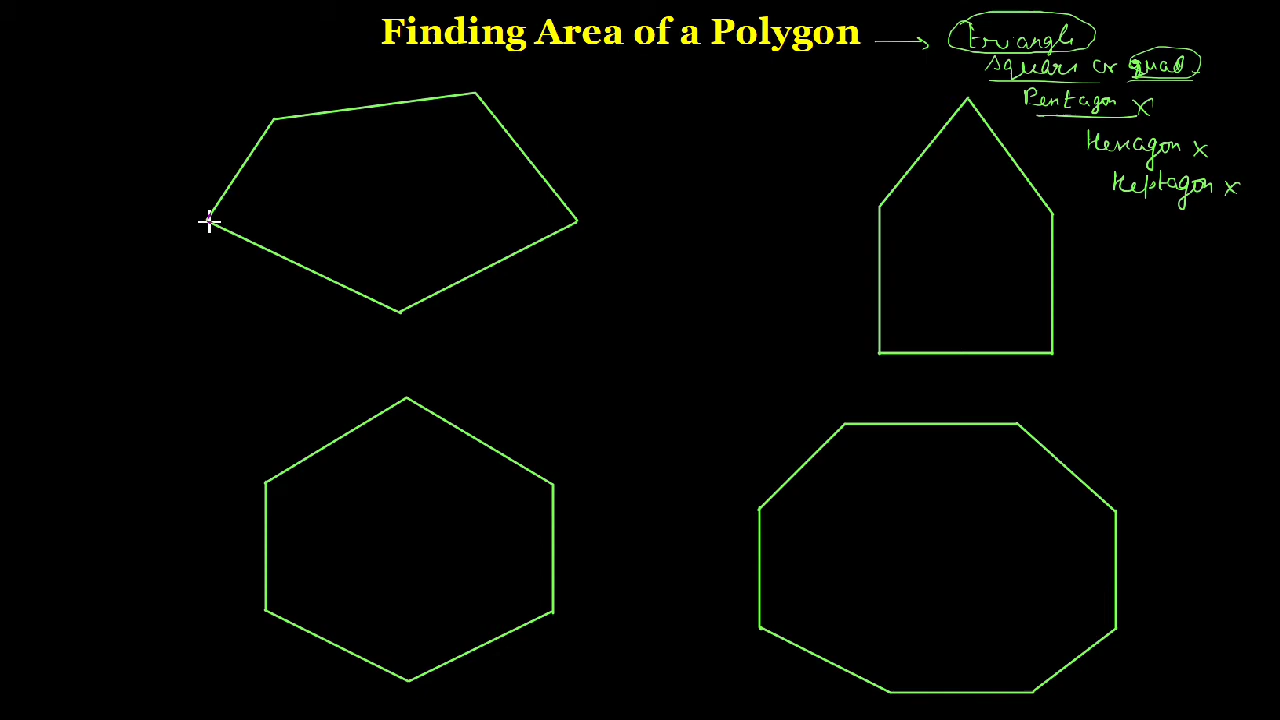 Finding Area of a Polygon → triangle
square or quad
Pentagon x
Hexagon x
Heptagon x